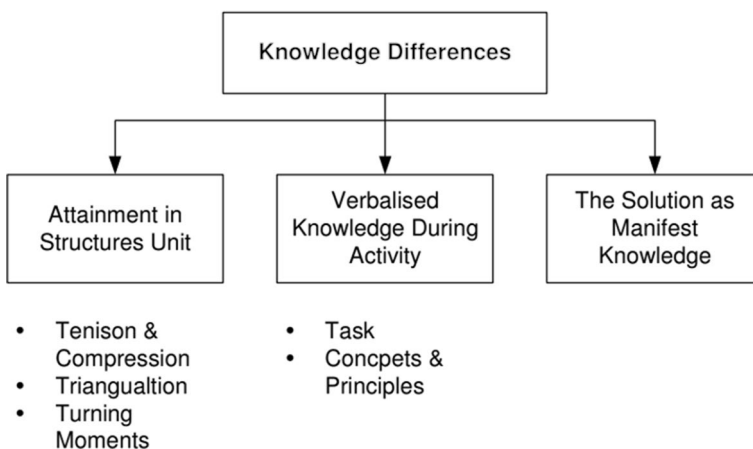 Knowledge Differences
Attainment in
Structures Unit
Verbalised
Knowledge During
Activity
The Solution as
Manifest
Knowledge
• Tenison &
Compression
• Triangualtion
• Turning
Moments
• Task
• Concpets &
Principles